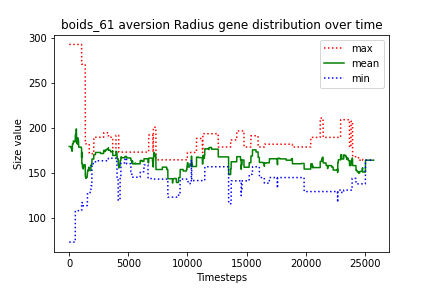 boids_61 aversion Radius gene distribution over time
300
250
200
150
100
Size value
max
mean
min
0
5000
10000
15000
20000
25000
Timesteps